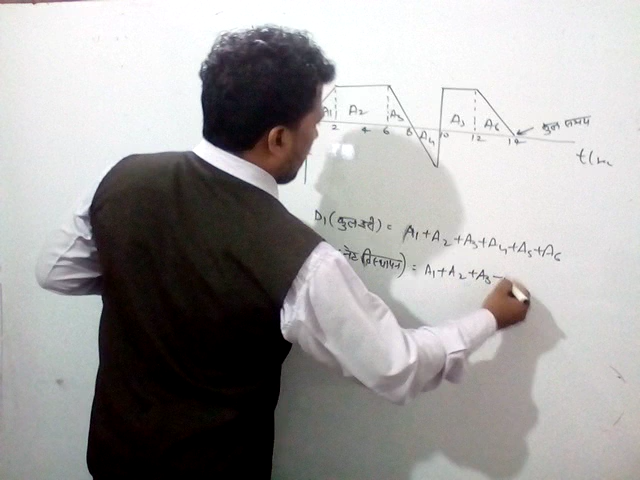 A1 A2 A3 A4 A5 A6
2 4 6 8 10 12 14
कुल समय
t(
D1 (कुल दूरी) = A1+A2+A3+A4+A5+A6
विस्थापन) = A1+A2+A3-